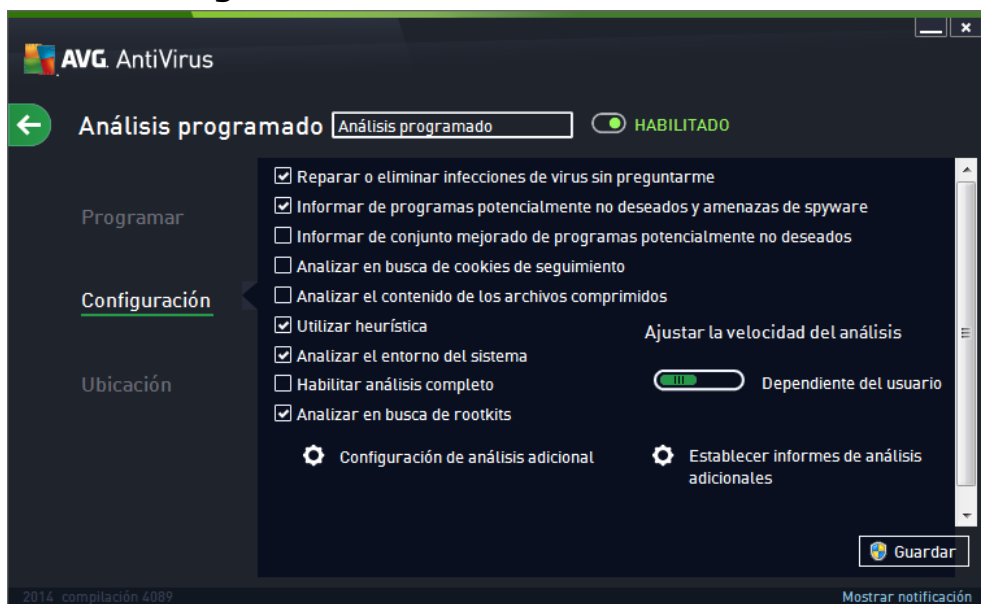 AVG. AntiVirus
Análisis programado
Análisis programado
HABILITADO
Programar
Configuración
Ubicación
Reparar o eliminar infecciones de virus sin preguntarme
Informar de programas potencialmente no deseados y amenazas de spyware
Informar de conjunto mejorado de programas potencialmente no deseados
Analizar en busca de cookies de seguimiento
Analizar el contenido de los archivos comprimidos
Utilizar heurística
Analizar el entorno del sistema
Habilitar análisis completo
Analizar en busca de rootkits
Ajustar la velocidad del análisis
Dependiente del usuario
Configuración de análisis adicional
Establecer informes de análisis
adicionales
Guardar
2014 compilación 4089
Mostrar notificación